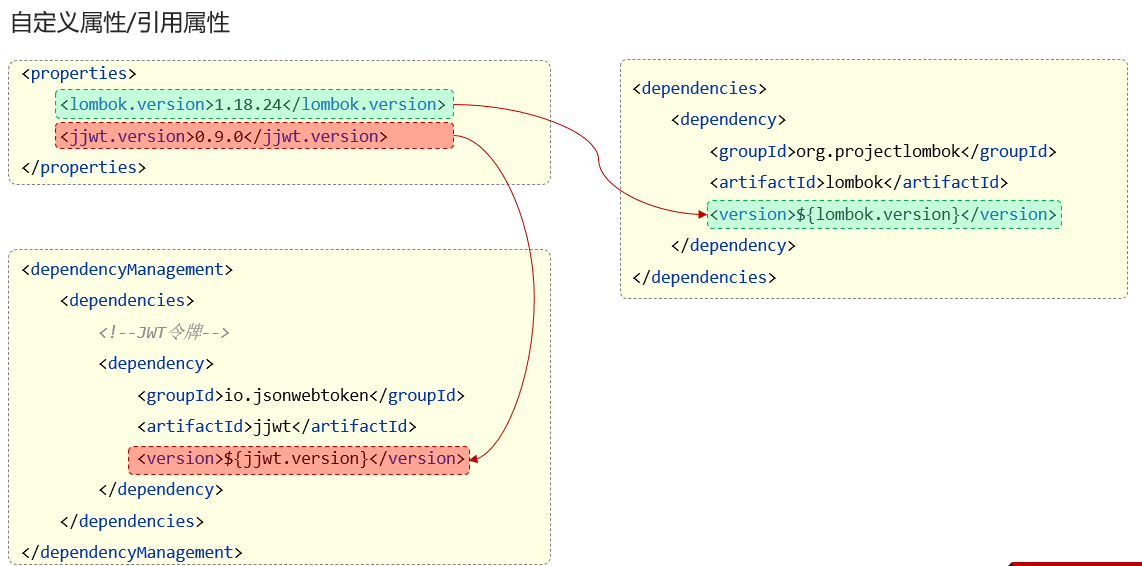 自定义属性/引用属性
<properties>
<lombok.version>1.18.24</lombok.version>
<jjwt.version>0.9.0</jjwt.version>
</properties>
<dependencyManagement>
<dependencies>
<!--JWT令牌-->
<dependency>
<groupId>io.jsonwebtoken</groupId>
<artifactId>jjwt</artifactId>
<version>${jjwt.version}</version>
</dependency>
</dependencies>
</dependencyManagement>
<dependencies>
<dependency>
<groupId>org.projectlombok</groupId>
<artifactId>lombok</artifactId>
<version>${lombok.version}</version>
</dependency>
</dependencies>